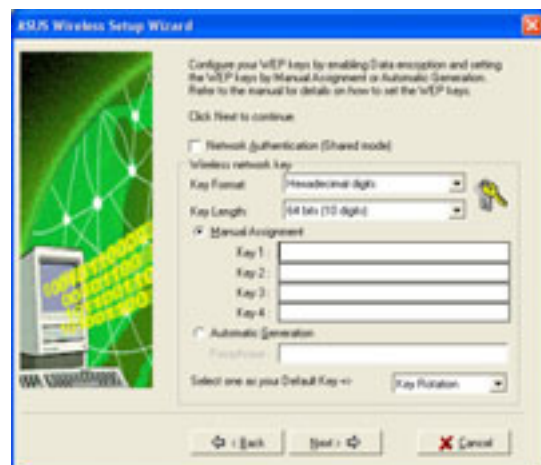 ASUS Wireless Setup Wizard
Configure your WEP keys by enabling Data encryption and setting
the WEP keys by Manual Assignment or Automatic Generation.
Refer to the manual for details on how to set the WEP keys.
Click Next to continue.
Network Authentication (Shared mode)
Wireless network key
Key Format: Hexadecimal digits
Key Length: 64 bits (10 digits)
Manual Assignment
Key 1 :
Key 2 :
Key 3 :
Key 4 :
Automatic Generation
Passphrase :
Select one as your Default Key => Key Rotation
< Back Next > Cancel